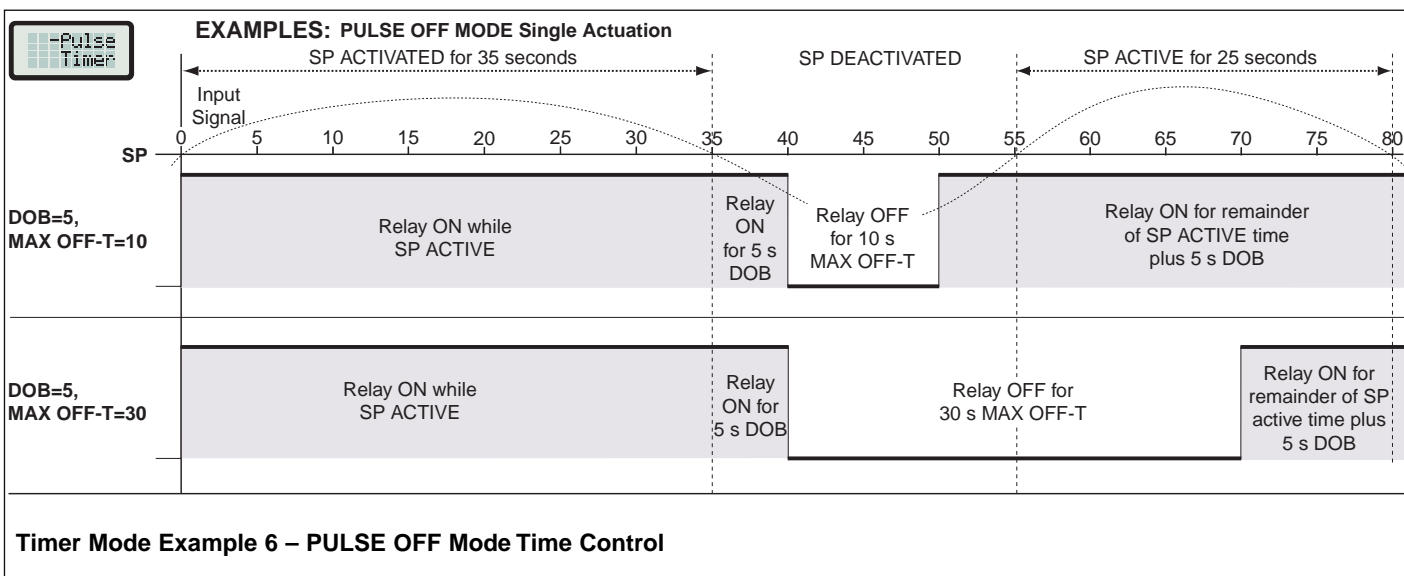 -Pulse
Timer
EXAMPLES: PULSE OFF MODE Single Actuation
SP ACTIVATED for 35 seconds
SP DEACTIVATED
SP ACTIVE for 25 seconds
Input
Signal
0 5 10 15 20 25 30 35 40 45 50 55 60 65 70 75 80
SP
DOB=5,
MAX OFF-T=10
Relay ON while
SP ACTIVE
Relay
ON
for 5 s
DOB
Relay OFF
for 10 s
MAX OFF-T
Relay ON for remainder
of SP ACTIVE time
plus 5 s DOB
DOB=5,
MAX OFF-T=30
Relay ON while
SP ACTIVE
Relay
ON for
5 s DOB
Relay OFF for
30 s MAX OFF-T
Relay ON for
remainder of SP
active time plus
5 s DOB
Timer Mode Example 6 – PULSE OFF Mode Time Control